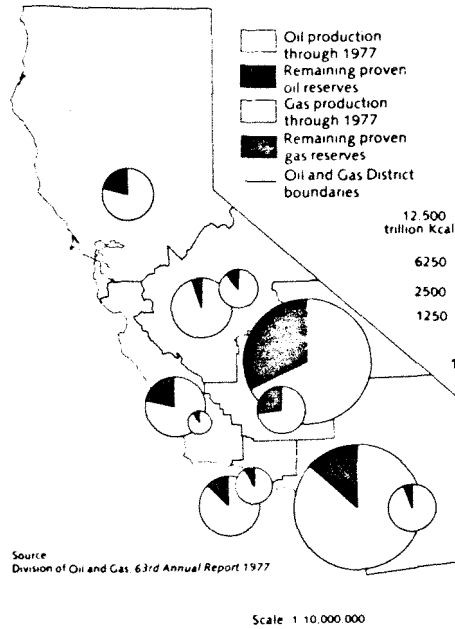 Oil production
through 1977
Remaining proven
oil reserves
Gas production
through 1977
Remaining proven
gas reserves
Oil and Gas District
boundaries
12.500
trillion Kcal
6250
2500
1250
1
Source
Division of Oil and Gas, 63rd Annual Report 1977
Scale 1 10,000,000